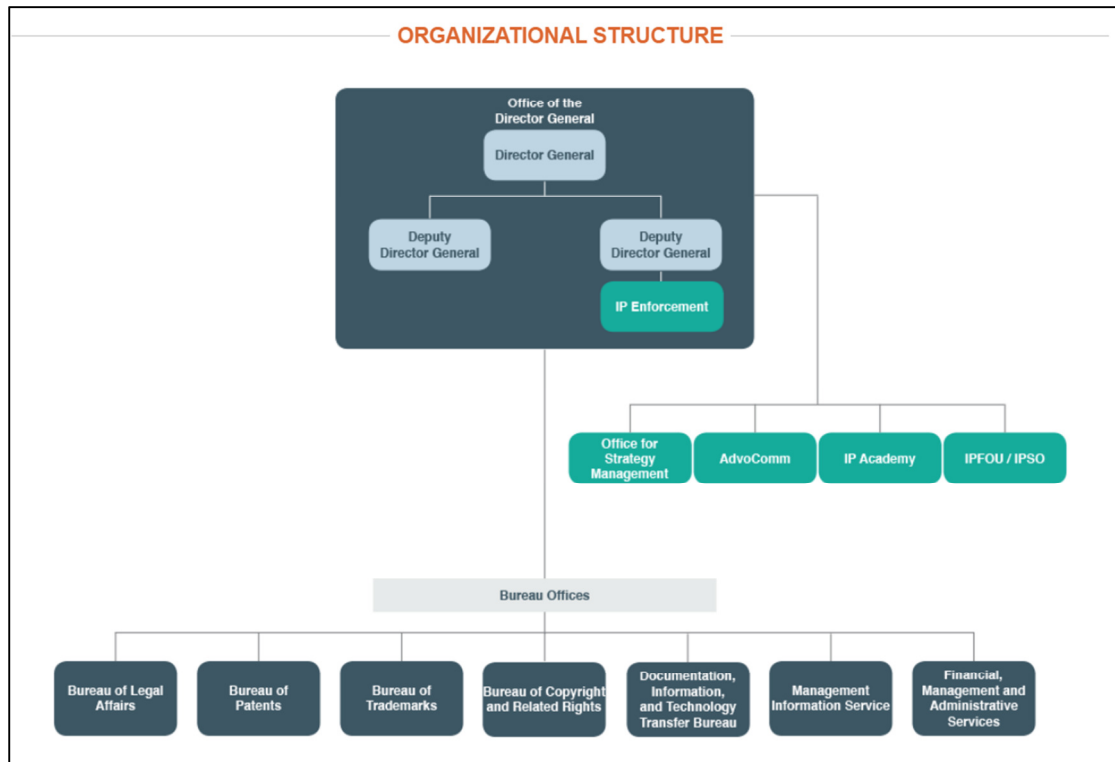 ORGANIZATIONAL STRUCTURE
Office of the
Director General
Director General
Deputy
Director General
Deputy
Director General
IP Enforcement
Office for
Strategy
Management
AdvoComm
IP Academy
IPFOU / IPSO
Bureau Offices
Bureau of Legal
Affairs
Bureau of
Patents
Bureau of
Trademarks
Bureau of Copyright
and Related Rights
Documentation,
Information,
and Technology
Transfer Bureau
Management
Information Service
Financial,
Management and
Administrative
Services